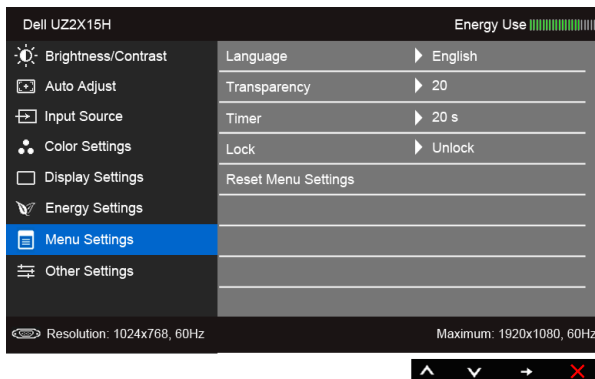 Dell UZ2X15H Energy Use
Brightness/Contrast Language English
Auto Adjust Transparency 20
Input Source Timer 20 s
Color Settings Lock Unlock
Display Settings Reset Menu Settings
Energy Settings
Menu Settings
Other Settings
Resolution: 1024x768, 60Hz Maximum: 1920x1080, 60Hz